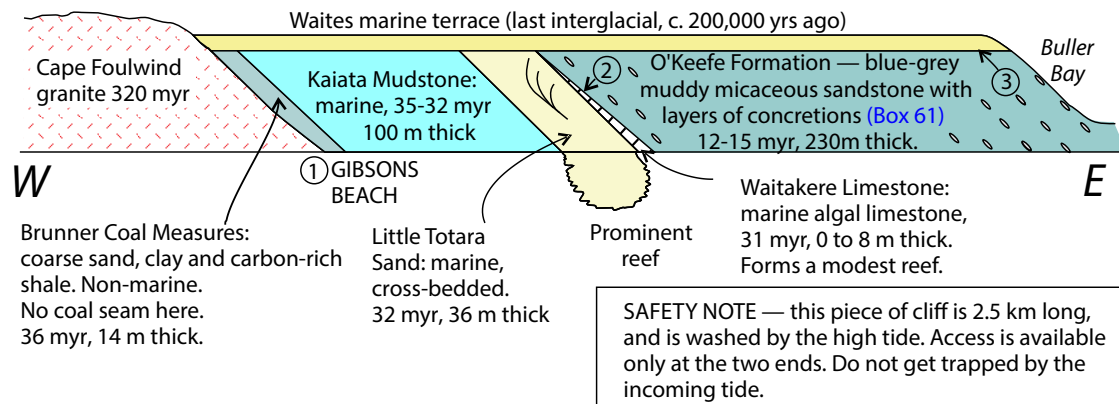 Waites marine terrace (last interglacial, c. 200,000 yrs ago)
Cape Foulwind
granite 320 myr
Kaiata Mudstone:
marine, 35-32 myr
100 m thick
2
O'Keefe Formation — blue-grey
muddy micaceous sandstone with
layers of concretions (Box 61)
12-15 myr, 230m thick.
3
Buller
Bay
W
1 GIBSONS
BEACH
E
Brunner Coal Measures:
coarse sand, clay and carbon-rich
shale. Non-marine.
No coal seam here.
36 myr, 14 m thick.
Little Totara
Sand: marine,
cross-bedded.
32 myr, 36 m thick
Prominent
reef
Waitakere Limestone:
marine algal limestone,
31 myr, 0 to 8 m thick.
Forms a modest reef.
SAFETY NOTE — this piece of cliff is 2.5 km long,
and is washed by the high tide. Access is available
only at the two ends. Do not get trapped by the
incoming tide.